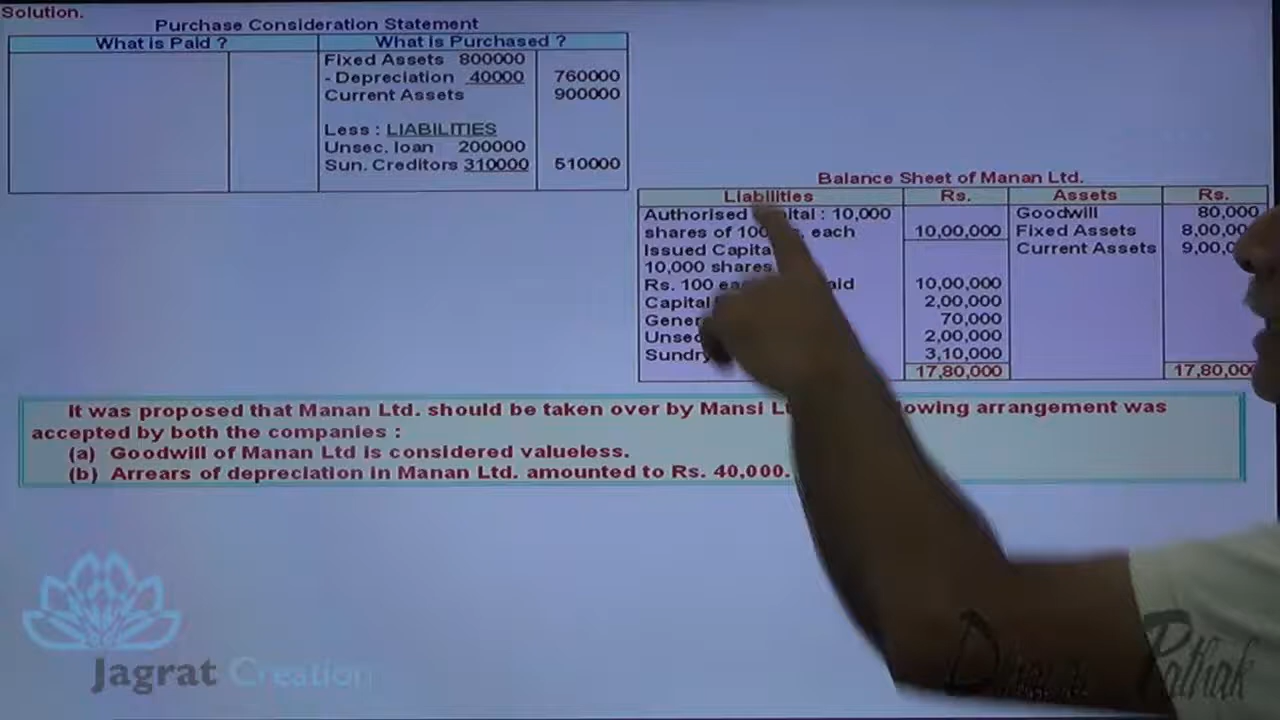 Solution.
Purchase Consideration Statement
What is Paid ? What is Purchased ?
Fixed Assets 800000
- Depreciation 40000 760000
Current Assets 900000
Less : LIABILITIES
Unsec. loan 200000
Sun. Creditors 310000 510000
Balance Sheet of Manan Ltd.
Liabilities Rs. Assets Rs.
Authorised : 10,000 Goodwill 80,000
shares of each 10,00,000 Fixed Assets
Issued Current Assets
10,000 shares
Rs. 100 10,00,000
Capital 2,00,000
70,000
2,00,000
Sundry 3,10,000
17,80,000
It was proposed that Manan Ltd. should be taken over by Mansi arrangement was
accepted by both the companies :
(a) Goodwill of Manan Ltd is considered valueless.
(b) Arrears of depreciation in Manan Ltd. amounted to Rs. 40,000.
Jagrat Creation
Pathak